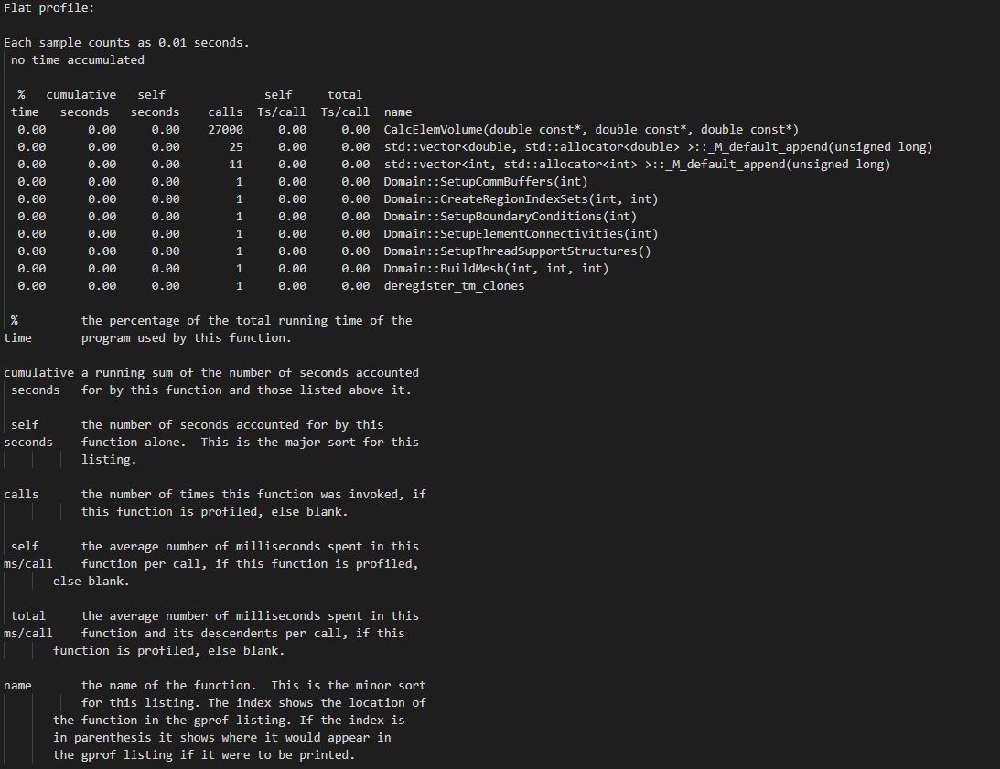 Flat profile:
Each sample counts as 0.01 seconds.
no time accumulated
% cumulative self self total
time seconds seconds calls Ts/call Ts/call name
0.00 0.00 0.00 27000 0.00 0.00 CalcElemVolume(double const*, double const*, double const*)
0.00 0.00 0.00 25 0.00 0.00 std::vector<double, std::allocator<double> >::_M_default_append(unsigned long)
0.00 0.00 0.00 11 0.00 0.00 std::vector<int, std::allocator<int> >::_M_default_append(unsigned long)
0.00 0.00 0.00 1 0.00 0.00 Domain::SetupCommBuffers(int)
0.00 0.00 0.00 1 0.00 0.00 Domain::CreateRegionIndexSets(int, int)
0.00 0.00 0.00 1 0.00 0.00 Domain::SetupBoundaryConditions(int)
0.00 0.00 0.00 1 0.00 0.00 Domain::SetupElementConnectivities(int)
0.00 0.00 0.00 1 0.00 0.00 Domain::SetupThreadSupportStructures()
0.00 0.00 0.00 1 0.00 0.00 Domain::BuildMesh(int, int, int)
0.00 0.00 0.00 1 0.00 0.00 deregister_tm_clones
% the percentage of the total running time of the
time program used by this function.
cumulative a running sum of the number of seconds accounted
seconds for by this function and those listed above it.
self the number of seconds accounted for by this
seconds function alone. This is the major sort for this
listing.
calls the number of times this function was invoked, if
this function is profiled, else blank.
self the average number of milliseconds spent in this
ms/call function per call, if this function is profiled,
else blank.
total the average number of milliseconds spent in this
ms/call function and its descendents per call, if this
function is profiled, else blank.
name the name of the function. This is the minor sort
for this listing. The index shows the location of
the function in the gprof listing. If the index is
in parenthesis it shows where it would appear in
the gprof listing if it were to be printed.